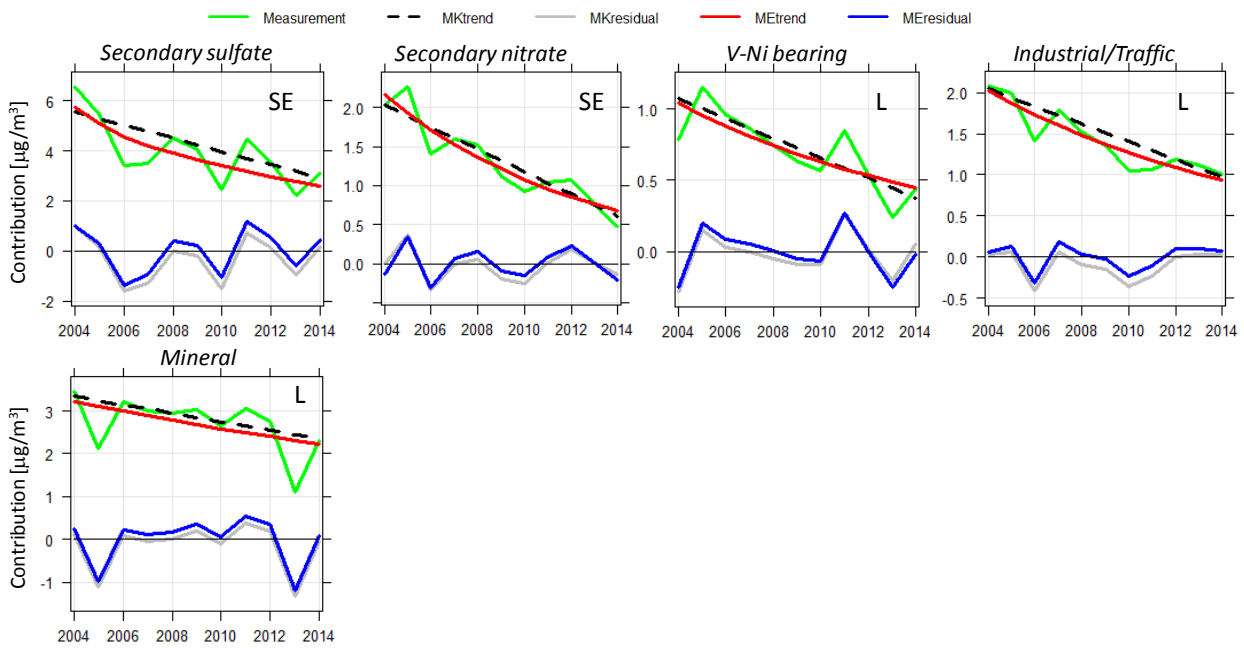 Measurement MKtrend MKresidual MEtrend MEresidual
Secondary sulfate Secondary nitrate V-Ni bearing Industrial/Traffic
SE SE L L
Contribution [µg/m³]
6
4
2
0
-2
2.0
1.5
1.0
0.5
0.0
1.0
0.5
0.0
2.0
1.5
1.0
0.5
0.0
-0.5
2004 2006 2008 2010 2012 2014 2004 2006 2008 2010 2012 2014 2004 2006 2008 2010 2012 2014 2004 2006 2008 2010 2012 2014
Mineral
L
Contribution [µg/m³]
3
2
1
0
-1
2004 2006 2008 2010 2012 2014